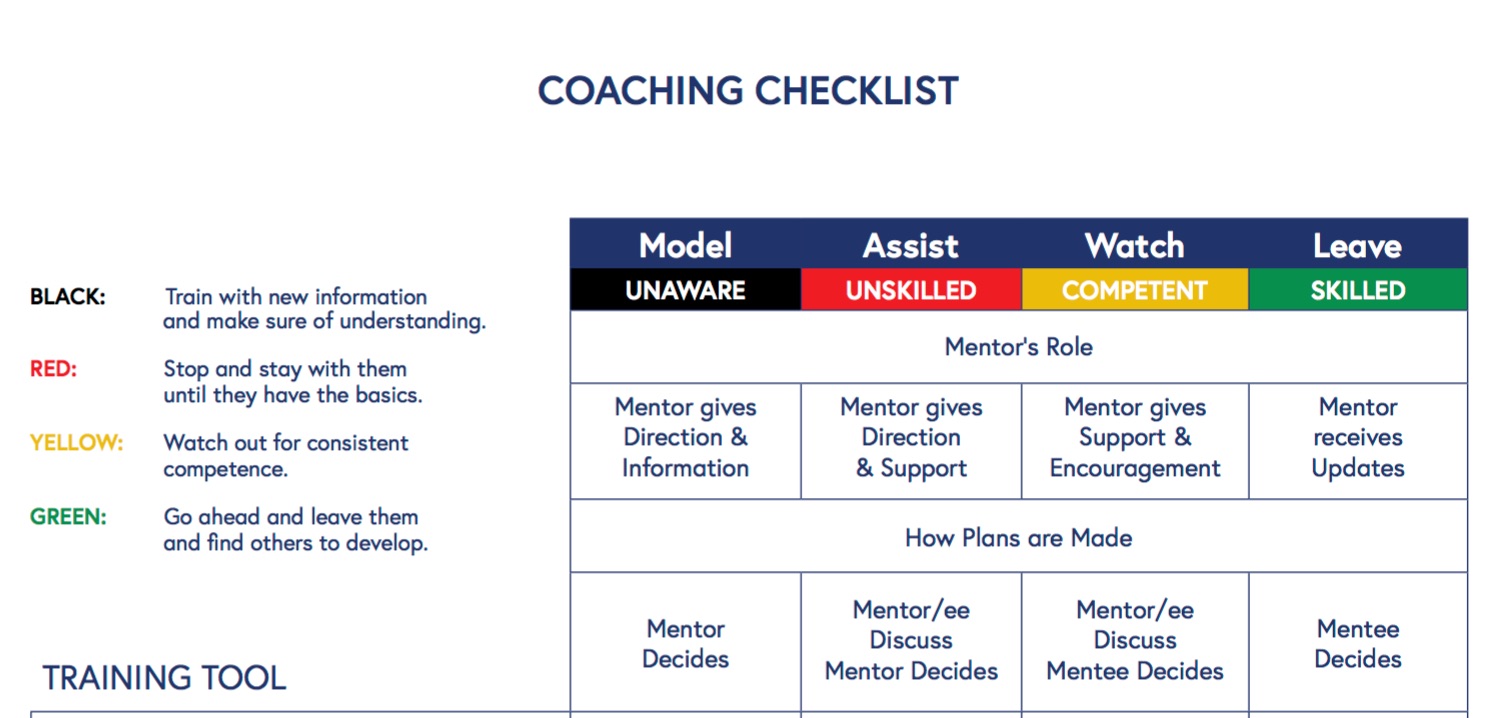 COACHING CHECKLIST
BLACK:
Train with new information
and make sure of understanding.
RED:
Stop and stay with them
until they have the basics.
YELLOW:
Watch out for consistent
competence.
GREEN:
Go ahead and leave them
and find others to develop.
TRAINING TOOL
Model Assist Watch Leave
UNAWARE UNSKILLED COMPETENT SKILLED
Mentor's Role
Mentor gives
Direction &
Information
Mentor gives
Direction
& Support
Mentor gives
Support &
Encouragement
Mentor
receives
Updates
How Plans are Made
Mentor
Decides
Mentor/ee
Discuss
Mentor Decides
Mentor/ee
Discuss
Mentee Decides
Mentee
Decides